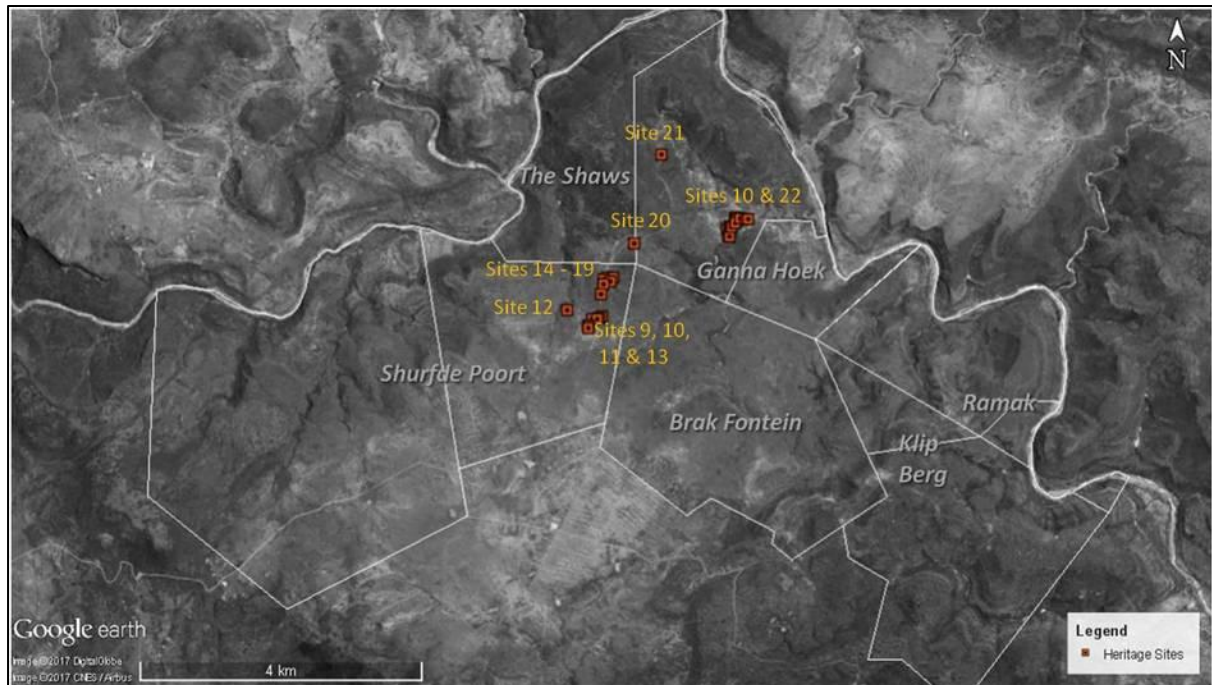 N
Site 21
The Shaws
Sites 10 & 22
Site 20
Ganna Hoek
Sites 14 - 19
Site 12
Sites 9, 10,
11 & 13
Shurfde Poort
Ramak
Brak Fontein
Klip
Berg
Google earth
Image ©2017 DigitalGlobe
Image ©2017 CNES / Airbus
4 km
Legend
Heritage Sites